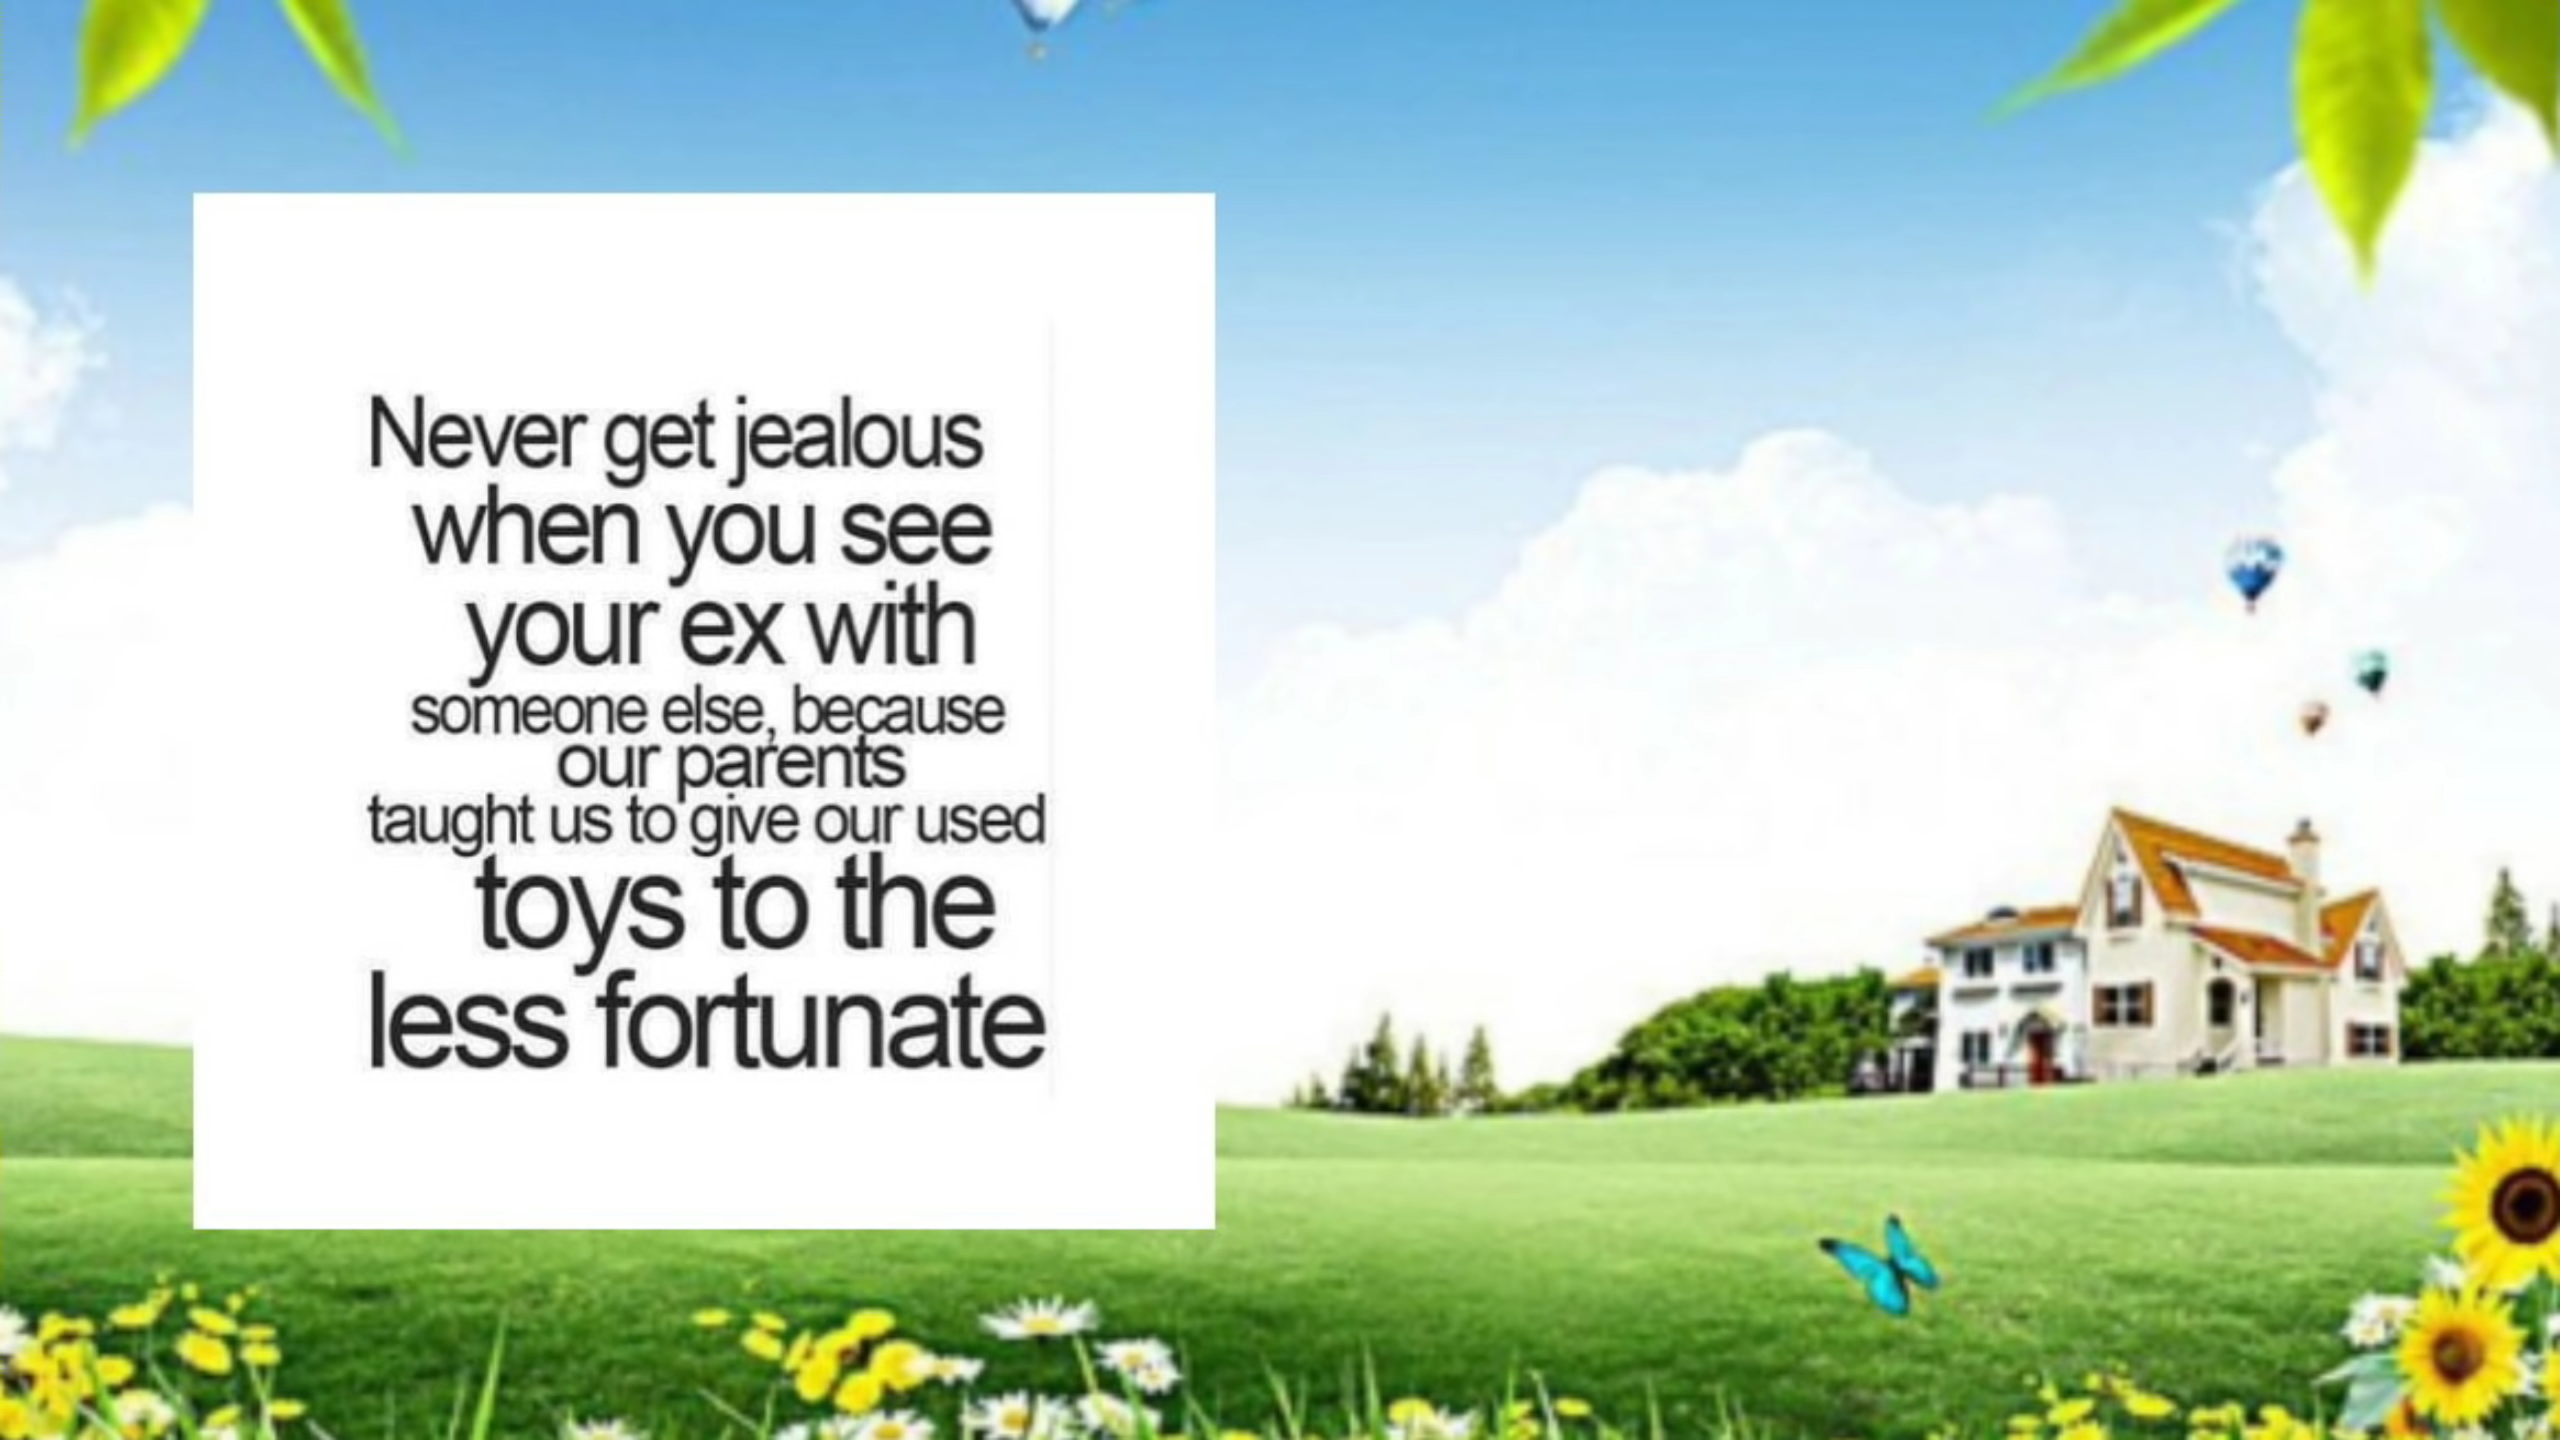 Never get jealous
when you see
your ex with
someone else, because
our parents
taught us to give our used
toys to the
less fortunate